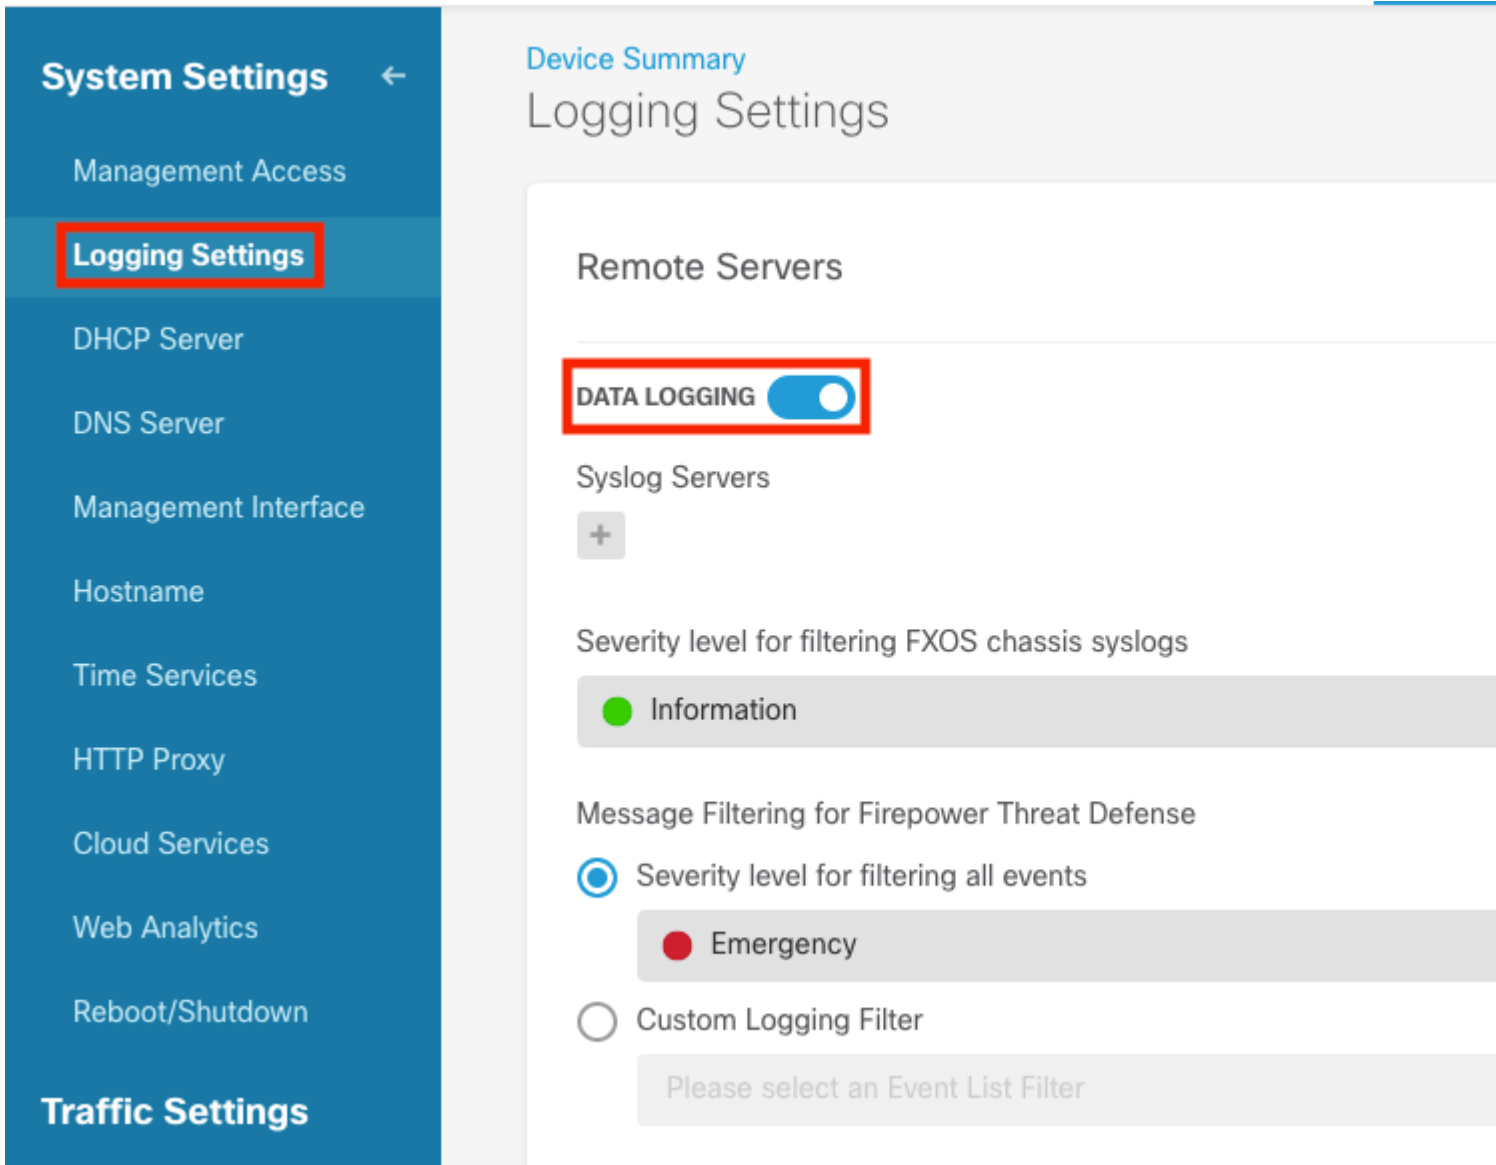 System Settings
Management Access
Logging Settings
DHCP Server
DNS Server
Management Interface
Hostname
Time Services
HTTP Proxy
Cloud Services
Web Analytics
Reboot/Shutdown
Traffic Settings
Device Summary
Logging Settings
Remote Servers
DATA LOGGING
Syslog Servers
+
Severity level for filtering FXOS chassis syslogs
Information
Message Filtering for Firepower Threat Defense
Severity level for filtering all events
Emergency
Custom Logging Filter
Please select an Event List Filter